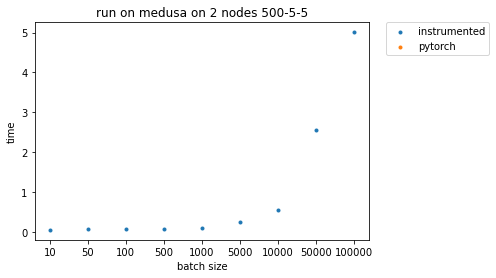 run on medusa on 2 nodes 500-5-5
instrumented
pytorch
5
4
3
2
1
0
time
10 50 100 500 1000 5000 10000 50000 100000
batch size